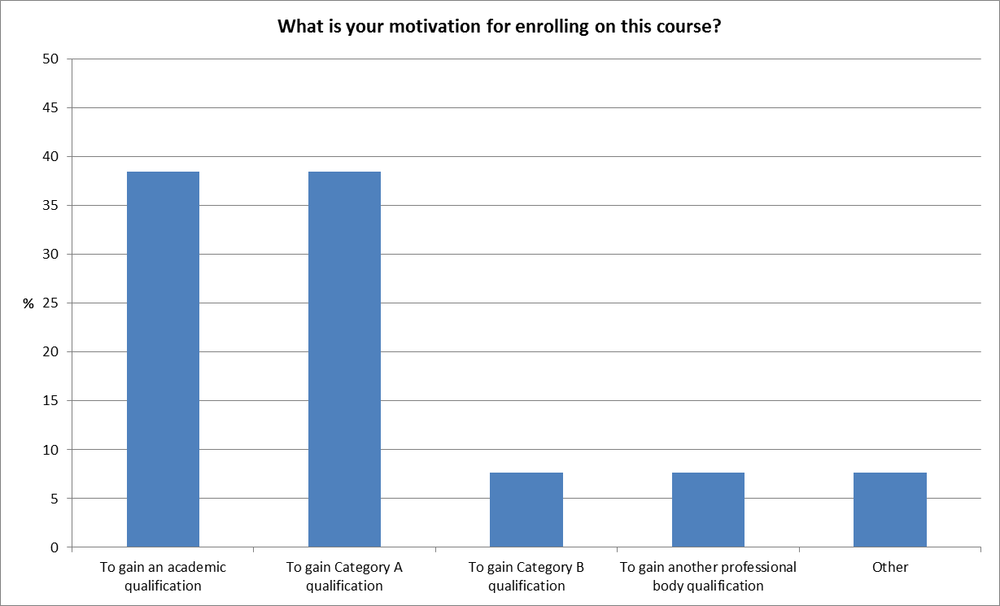 What is your motivation for enrolling on this course?
50
45
40
35
30
% 25
20
15
10
5
0
To gain an academic
qualification
To gain Category A
qualification
To gain Category B
qualification
To gain another professional
body qualification
Other